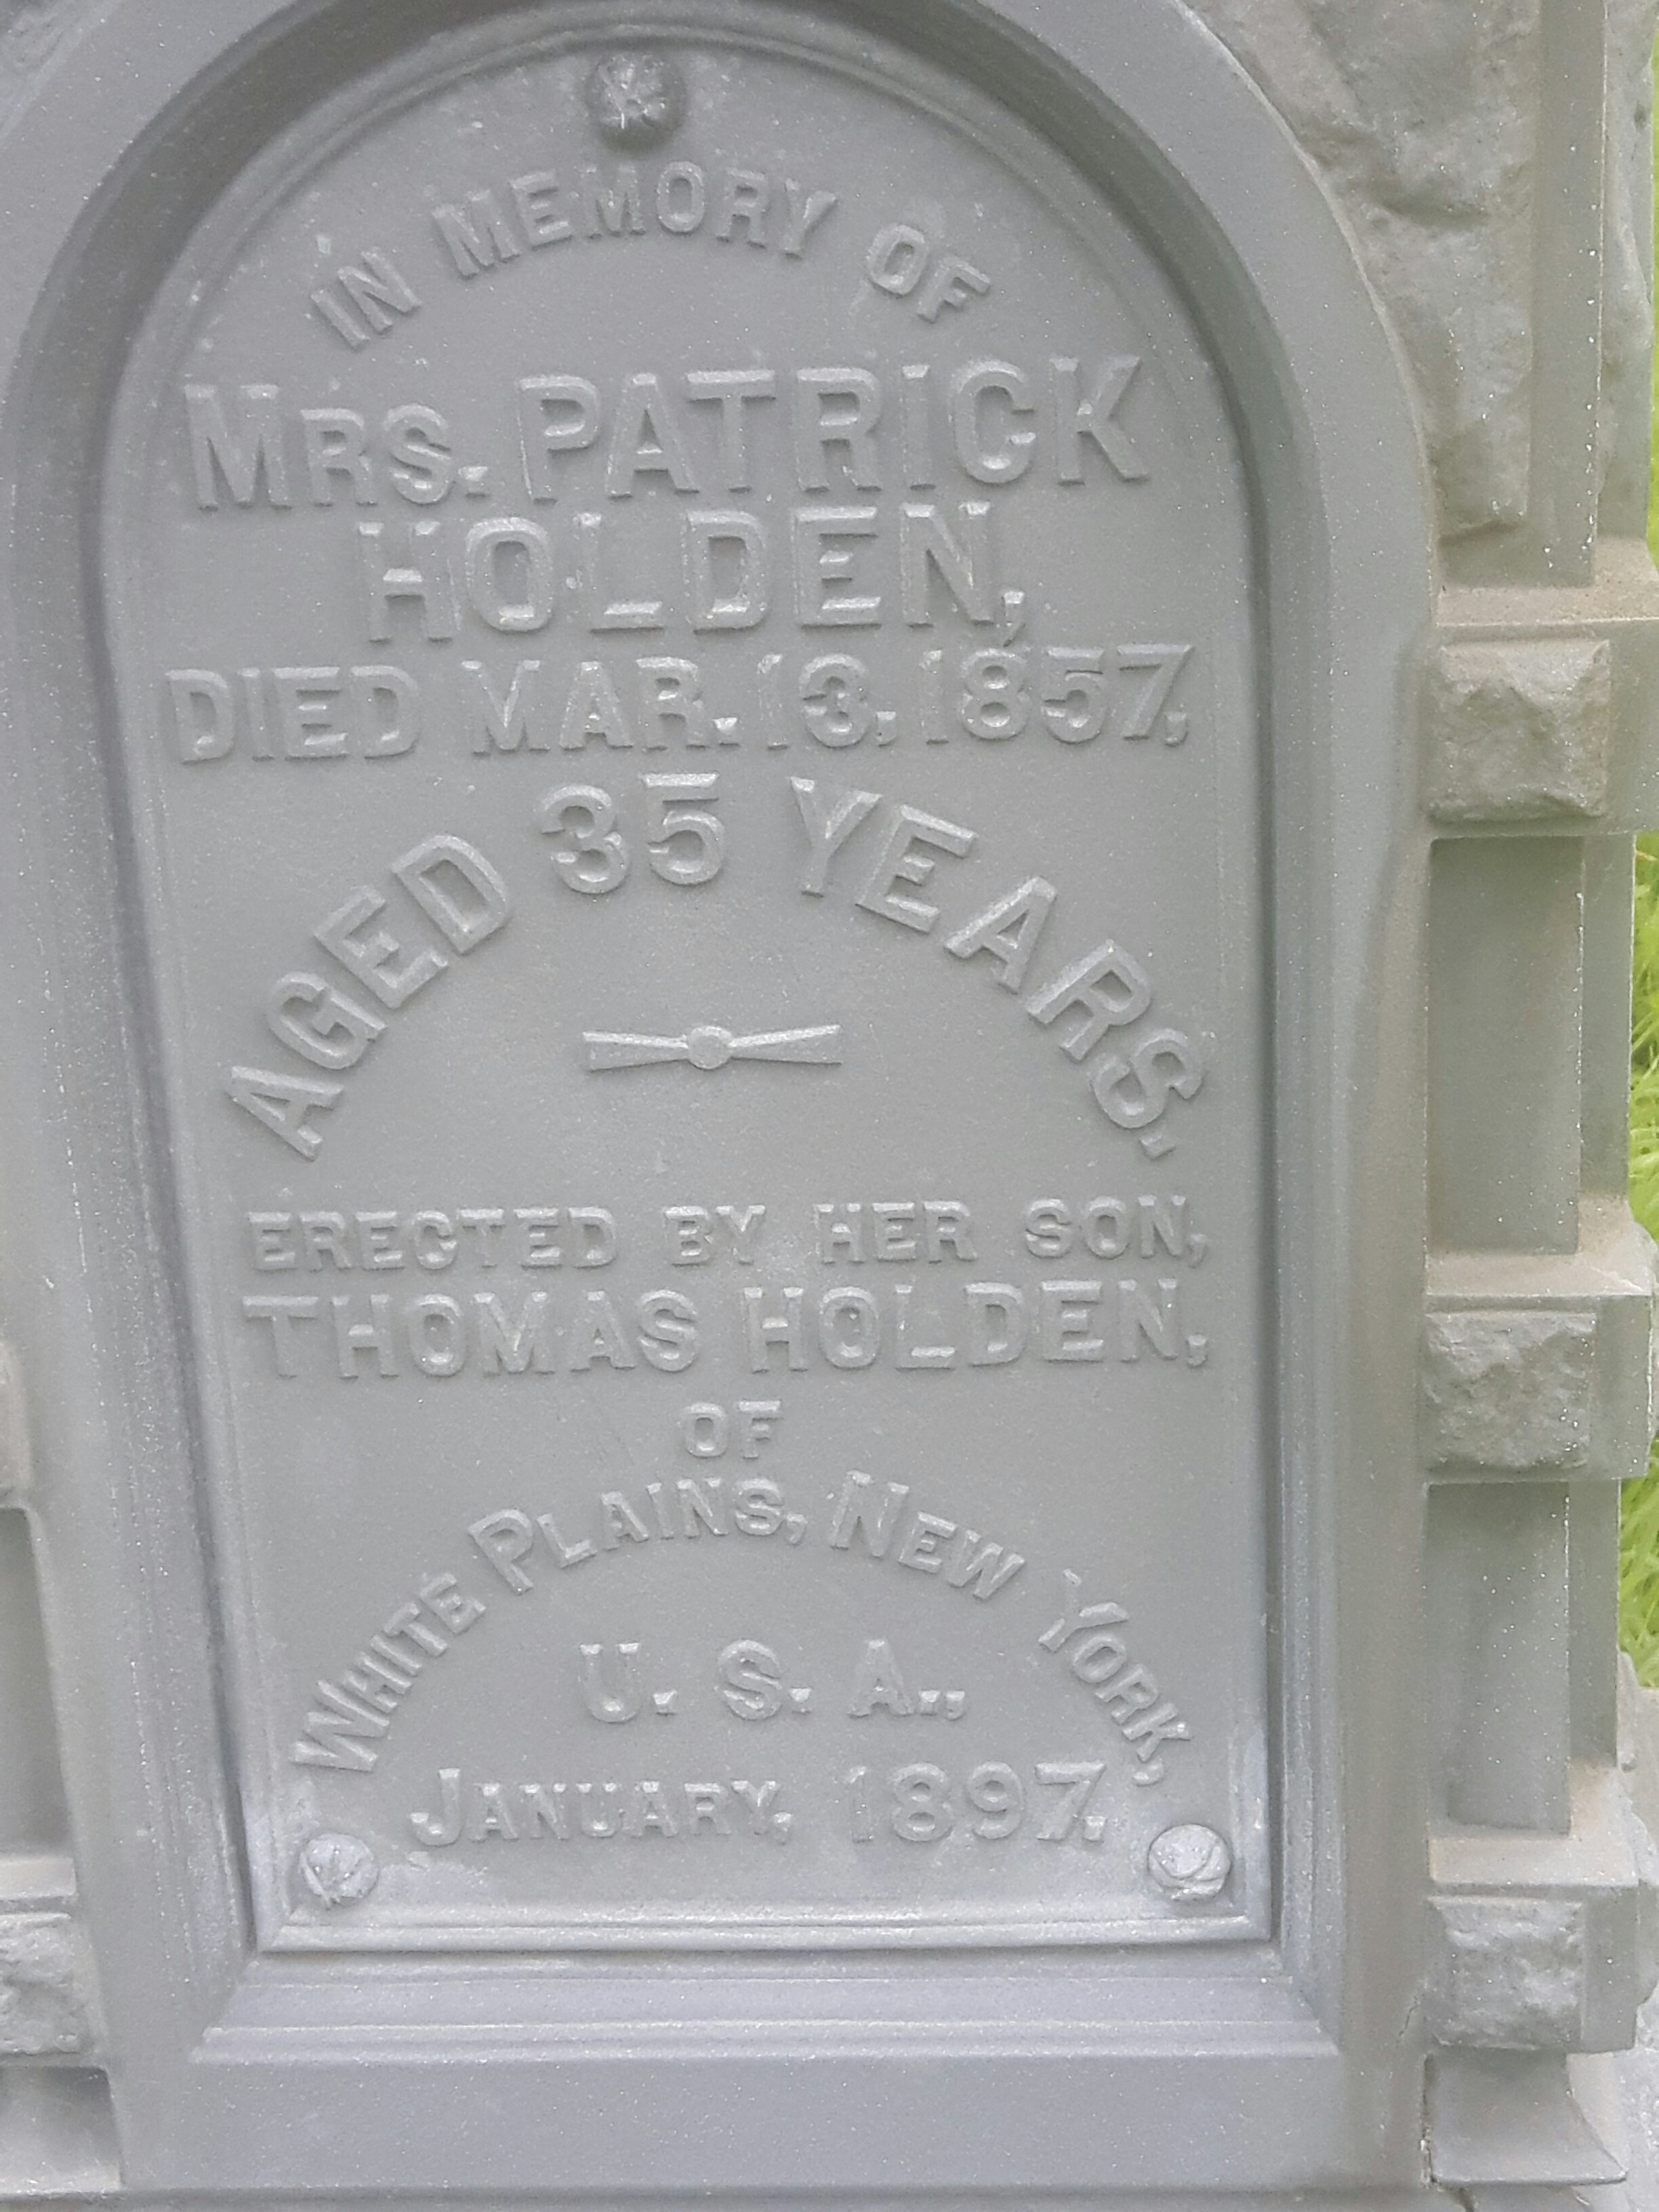 IN MEMORY OF
MRS. PATRICK
HOLDEN,
DIED MAR. 13, 1857,
AGED 35 YEARS.
ERECTED BY HER SON,
THOMAS HOLDEN,
OF
WHITE PLAINS, NEW YORK,
U. S. A.,
JANUARY, 1897.